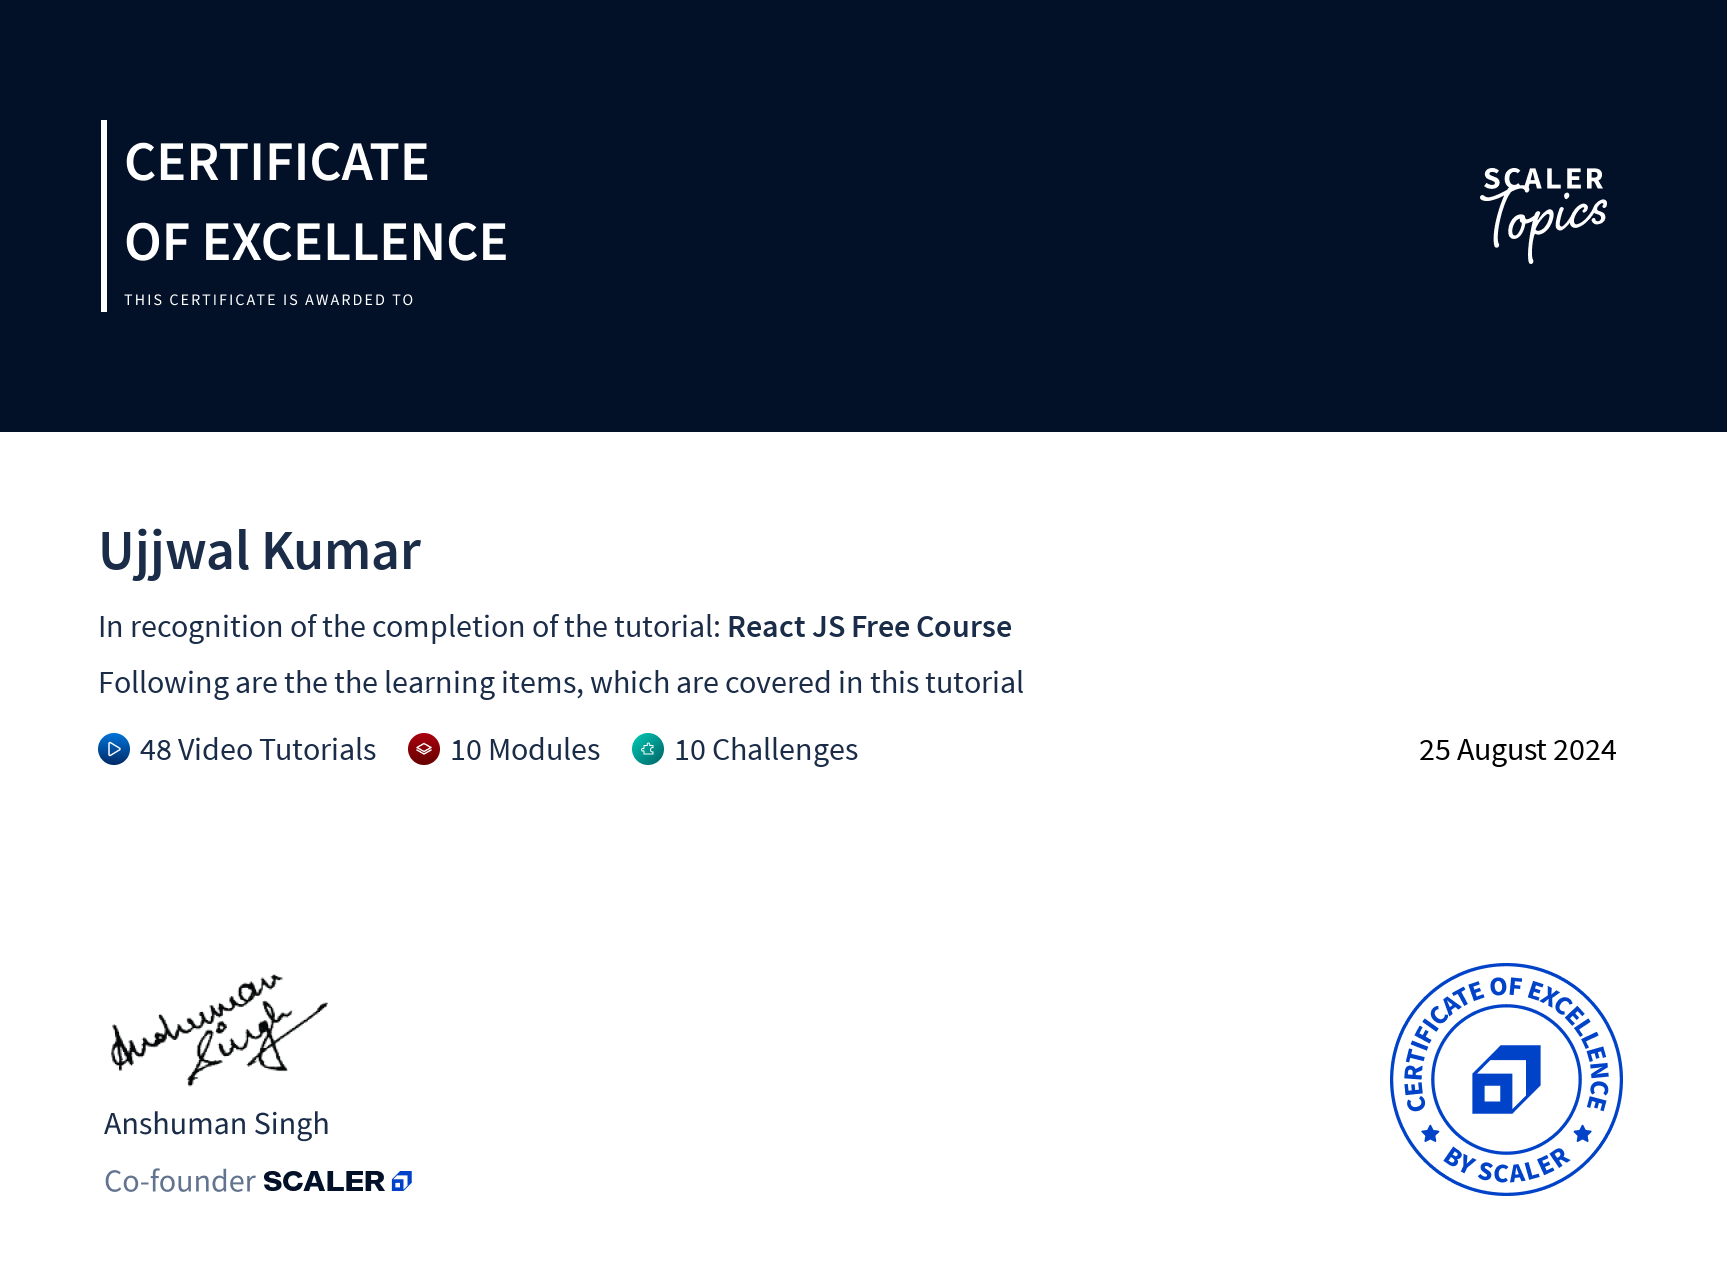 CERTIFICATE
OF EXCELLENCE
THIS CERTIFICATE IS AWARDED TO
SCALER
Topics
Ujjwal Kumar
In recognition of the completion of the tutorial: React JS Free Course
Following are the the learning items, which are covered in this tutorial
48 Video Tutorials 10 Modules 10 Challenges
25 August 2024
Anshuman
Singh
Anshuman Singh
Co-founder SCALER
CERTIFICATE OF EXCELLENCE
BY SCALER